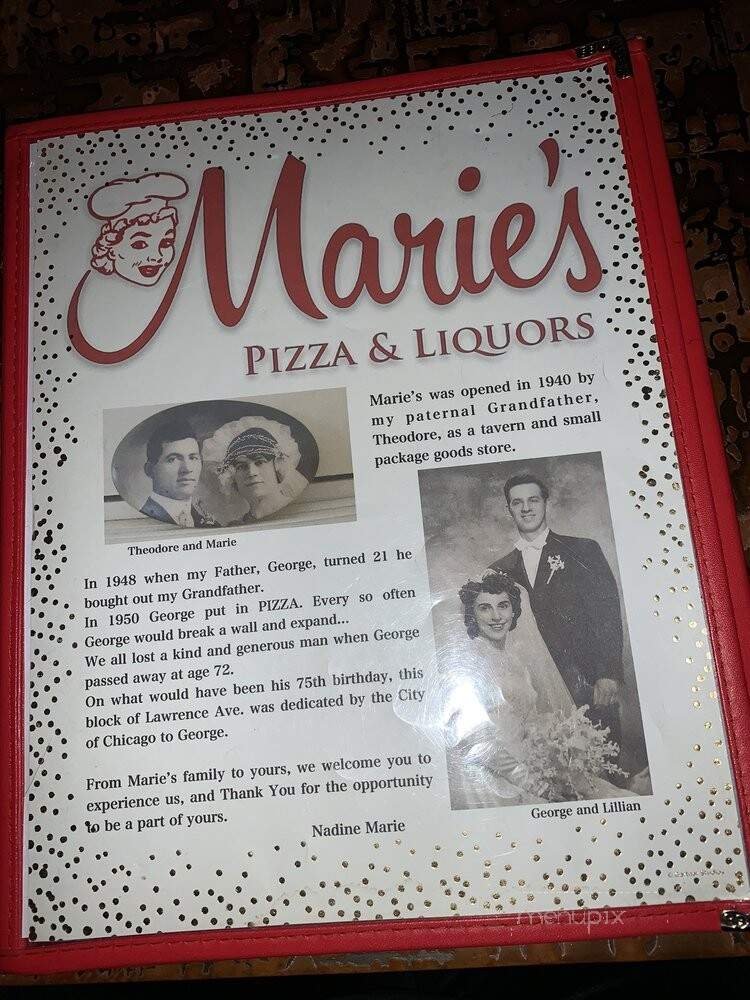 Marie's
PIZZA & LIQUORS
Marie's was opened in 1940 by
my paternal Grandfather,
Theodore, as a tavern and small
package goods store.
Theodore and Marie
In 1948 when my Father, George, turned 21 he
bought out my Grandfather.
In 1950 George put in PIZZA. Every so often
George would break a wall and expand...
We all lost a kind and generous man when George
passed away at age 72.
On what would have been his 75th birthday, this
block of Lawrence Ave. was dedicated by the City
of Chicago to George.
From Marie's family to yours, we welcome you to
experience us, and Thank You for the opportunity
to be a part of yours.
Nadine Marie
George and Lillian
menupix